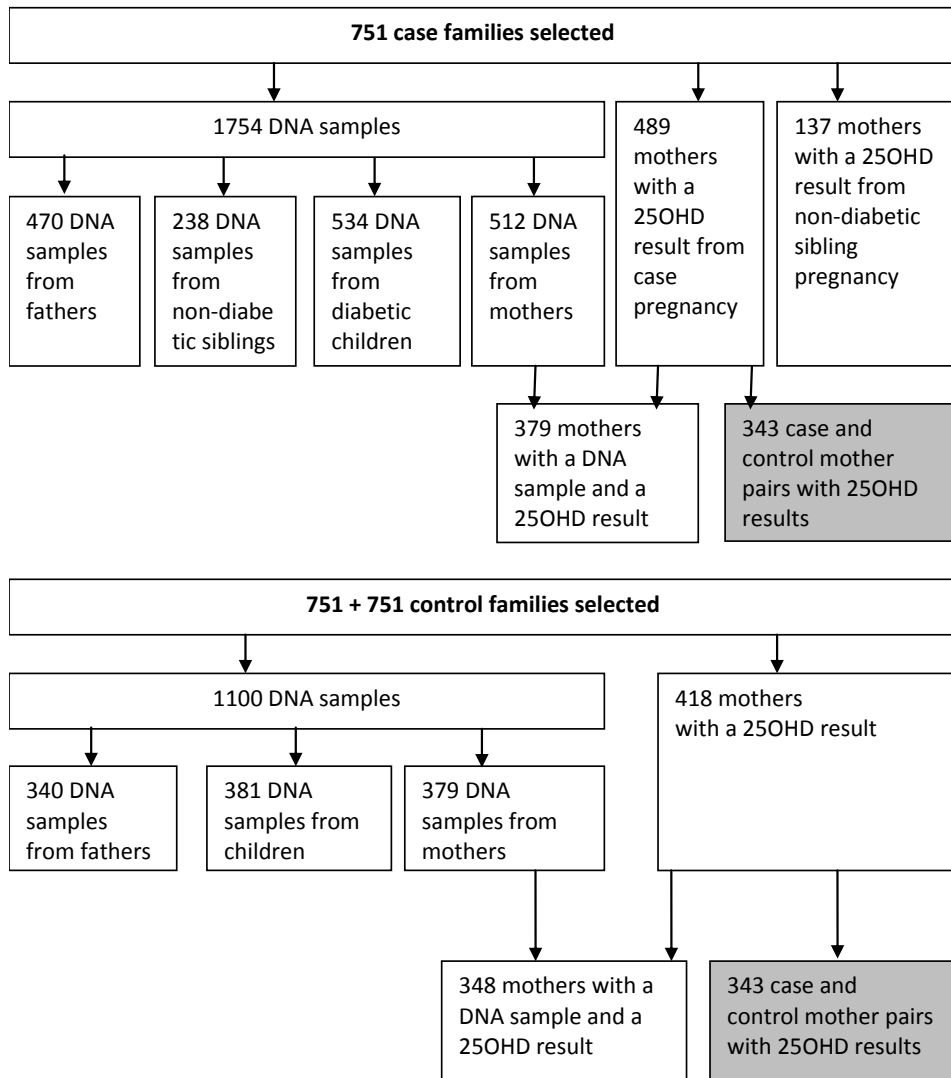 751 case families selected
1754 DNA samples
489
mothers
with a
25OHD
result from
case
pregnancy
137 mothers
with a 25OHD
result from
non-diabetic
sibling
pregnancy
470 DNA
samples
from
fathers
238 DNA
samples
from
non-diabe
tic siblings
534 DNA
samples
from
diabetic
children
512 DNA
samples
from
mothers
379 mothers
with a DNA
sample and a
25OHD result
343 case and
control mother
pairs with 25OHD
results
751 + 751 control families selected
1100 DNA samples
418 mothers
with a 25OHD result
340 DNA
samples
from fathers
381 DNA
samples from
children
379 DNA
samples from
mothers
348 mothers with a
DNA sample and a
25OHD result
343 case and
control mother pairs
with 25OHD results